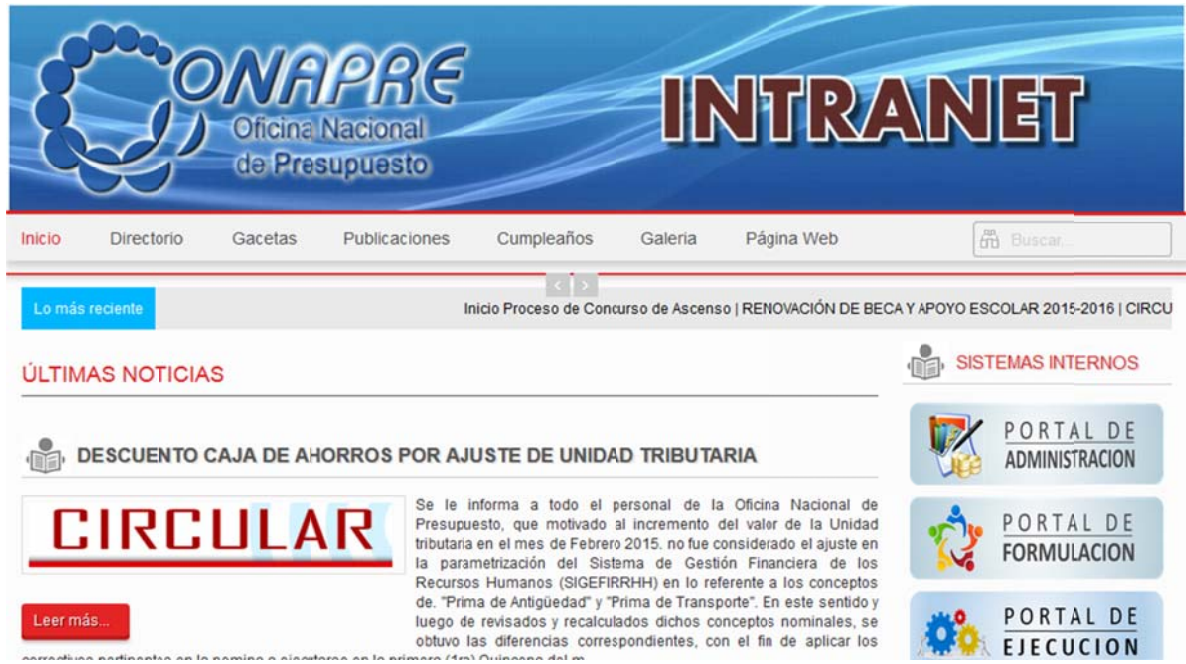 CONAPRE
Oficina Nacional
de Presupuesto
INTRANET
Inicio Directorio Gacetas Publicaciones Cumpleaños Galeria Página Web Buscar...
< >
Lo más reciente Inicio Proceso de Concurso de Ascenso | RENOVACIÓN DE BECA Y APOYO ESCOLAR 2015-2016 | CIRCU
ÚLTIMAS NOTICIAS
DESCUENTO CAJA DE AHORROS POR AJUSTE DE UNIDAD TRIBUTARIA
CIRCULAR
Se le informa a todo el personal de la Oficina Nacional de
Presupuesto, que motivado al incremento del valor de la Unidad
tributaria en el mes de Febrero 2015. no fue considerado el ajuste en
la parametrización del Sistema de Gestión Financiera de los
Recursos Humanos (SIGEFIRRHH) en lo referente a los conceptos
de. "Prima de Antigüedad" y "Prima de Transporte". En este sentido y
luego de revisados y recalculados dichos conceptos nominales, se
obtuvo las diferencias correspondientes, con el fin de aplicar los
Leer más...
SISTEMAS INTERNOS
PORTAL DE
ADMINISTRACION
PORTAL DE
FORMULACION
PORTAL DE
EJECUCION